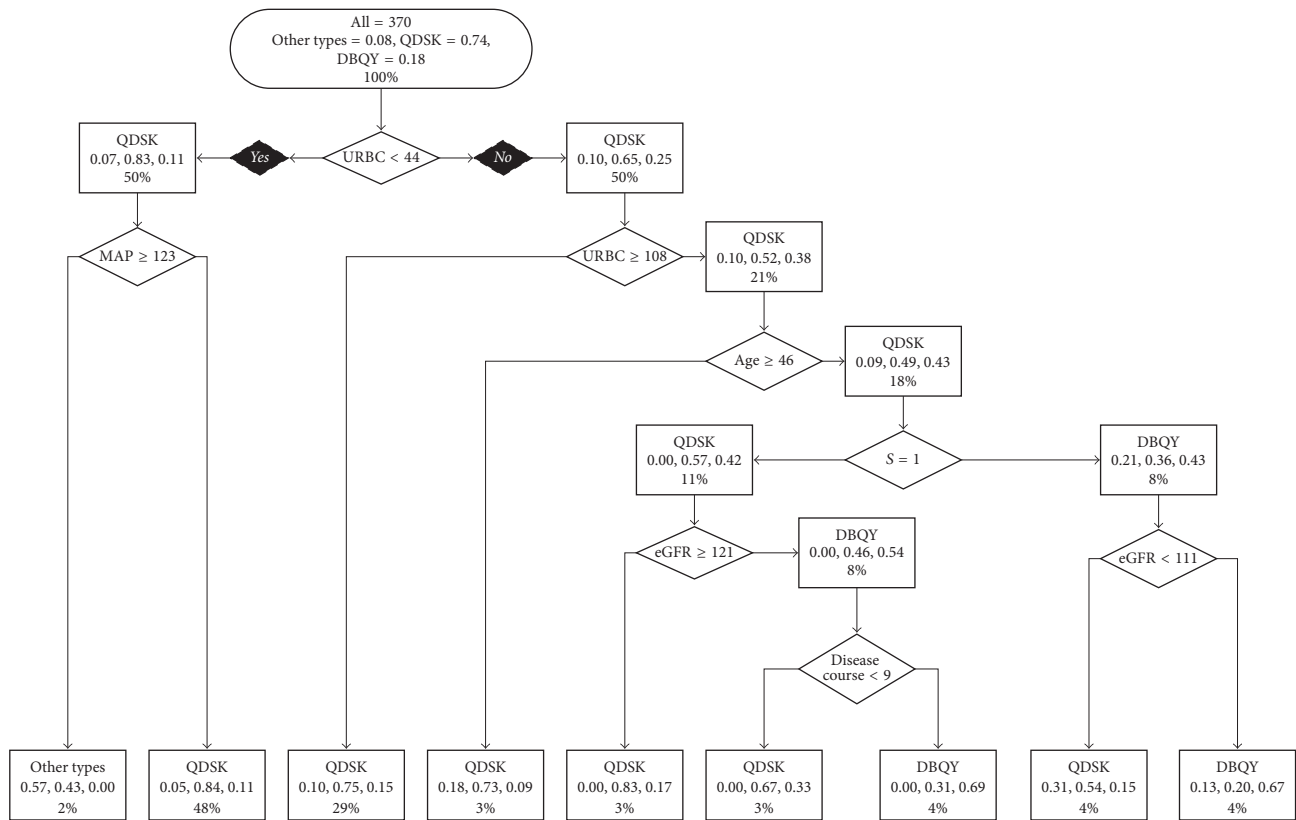 All = 370
Other types = 0.08, QDSK = 0.74,
DBQY = 0.18
100%
QDSK
0.07, 0.83, 0.11
50%
Yes
URBC < 44
No
QDSK
0.10, 0.65, 0.25
50%
MAP ≥ 123
URBC ≥ 108
QDSK
0.10, 0.52, 0.38
21%
Age ≥ 46
QDSK
0.09, 0.49, 0.43
18%
QDSK
0.00, 0.57, 0.42
11%
S = 1
DBQY
0.21, 0.36, 0.43
8%
eGFR ≥ 121
DBQY
0.00, 0.46, 0.54
8%
eGFR < 111
Disease
course < 9
Other types
0.57, 0.43, 0.00
2%
QDSK
0.05, 0.84, 0.11
48%
QDSK
0.10, 0.75, 0.15
29%
QDSK
0.18, 0.73, 0.09
3%
QDSK
0.00, 0.83, 0.17
3%
QDSK
0.00, 0.67, 0.33
3%
DBQY
0.00, 0.31, 0.69
4%
QDSK
0.31, 0.54, 0.15
4%
DBQY
0.13, 0.20, 0.67
4%